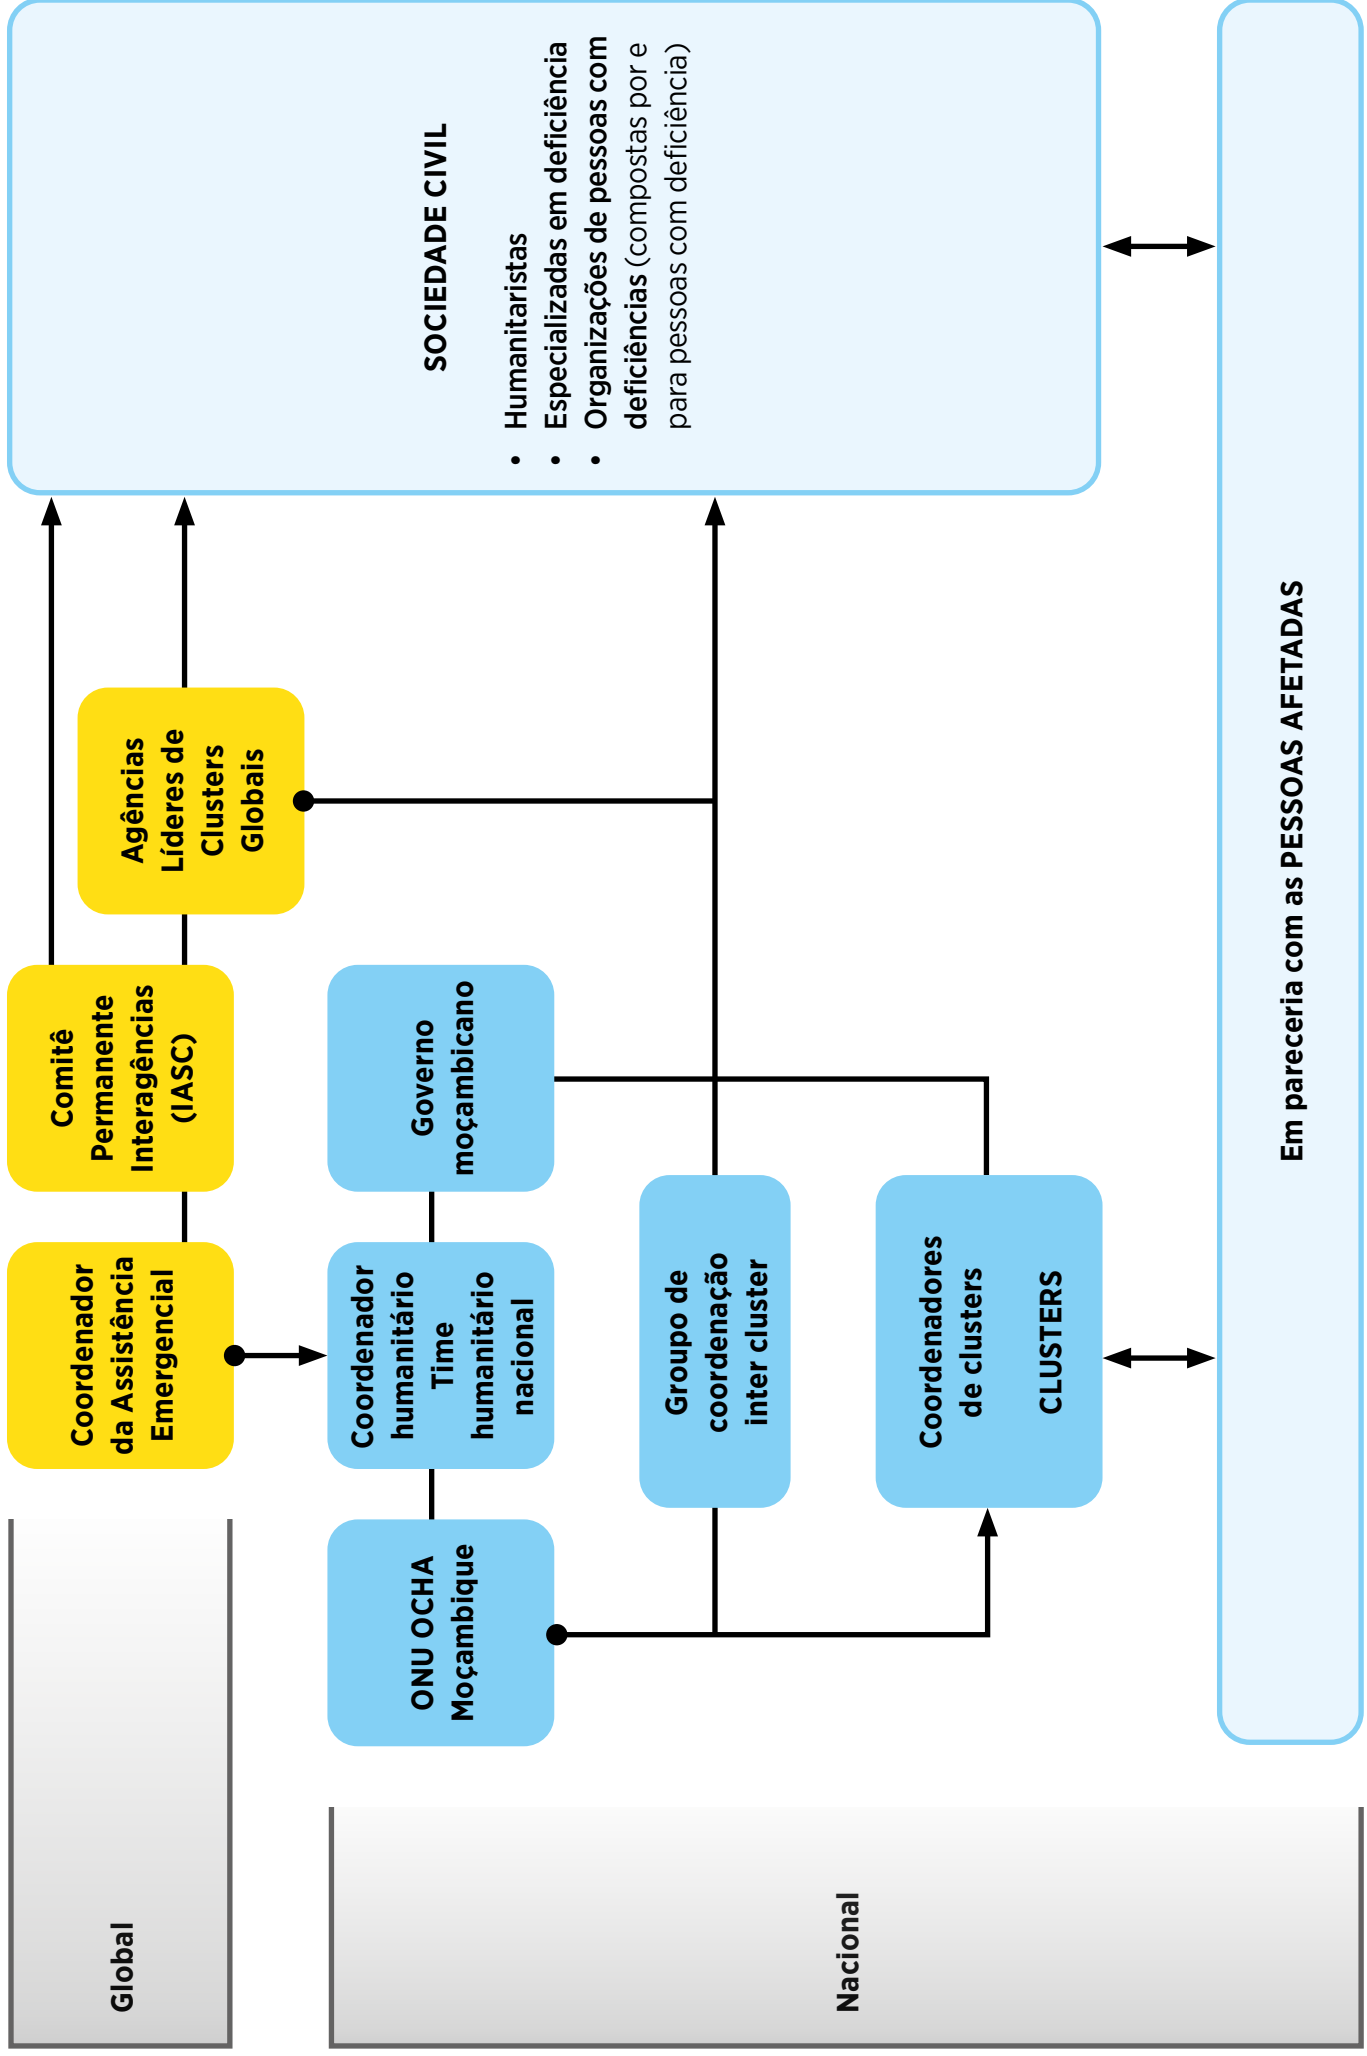 Global
Coordenador
da Assistência
Emergencial
Comitê
Permanente
Interagências
(IASC)
Agências
Líderes de
Clusters
Globais
Nacional
ONU OCHA
Moçambique
Coordenador
humanitário
Time
humanitário
nacional
Governo
moçambicano
Groupo de
coordenação
inter cluster
Coordenadores
de clusters
CLUSTERS
SOCIEDADE CIVIL
• Humanitaristas
• Especializadas em deficiência
• Organizações de pessoas com
deficiências (compostas por e
para pessoas com deficiência)
Em pareceria com as PESSOAS AFETADAS